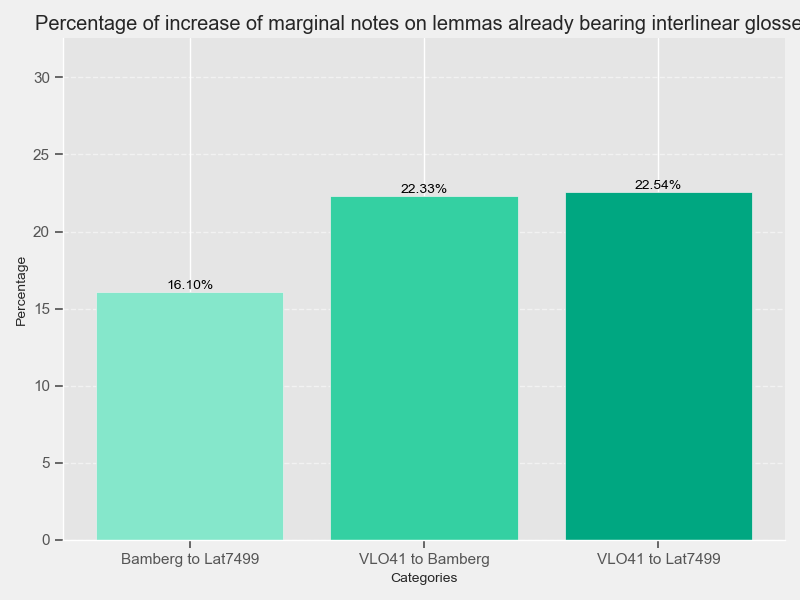 Percentage of increase of marginal notes on lemmas already bearing interlinear glosse
30
25
20
15
10
5
0
Percentage
16.10%
22.33%
22.54%
Bamberg to Lat7499
VLO41 to Bamberg
VLO41 to Lat7499
Categories